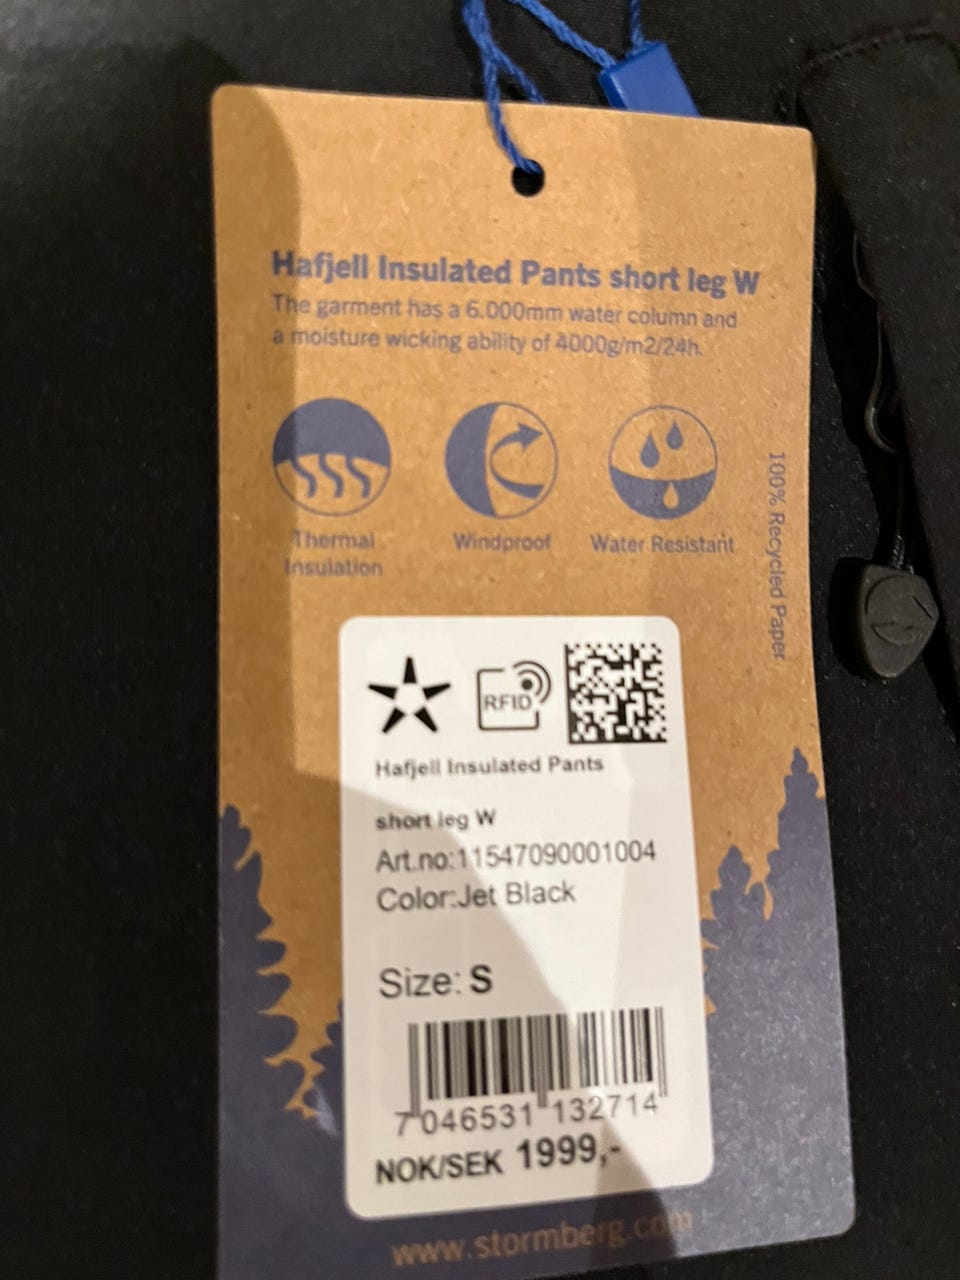 Hafjell Insulated Pants short leg W
The garment has a 6.000mm water column and
a moisture wicking ability of 4000g/m2/24h.
Thermal
Insulation
Windproof
Water Resistant
100% Recycled Paper
RFID
Hafjell Insulated Pants
short leg W
Art.no:11547090001004
Color:Jet Black
Size: S
7 046531 132714
NOK/SEK 1999,-
www.stormberg.com